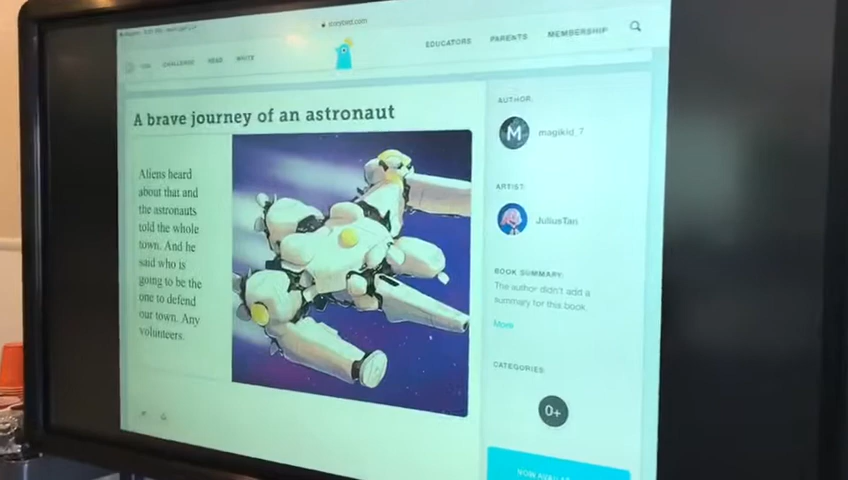 storybird.com
CHALLENGE READ WRITE
EDUCATORS PARENTS MEMBERSHIP
A brave journey of an astronaut
Aliens heard
about that and
the astronauts
told the whole
town. And he
said who is
going to be the
one to defend
our town. Any
volunteers.
AUTHOR:
M
magikid_7
ARTIST:
JuliusTan
BOOK SUMMARY:
The author didn't add a
summary for this book.
More
CATEGORIES:
0+